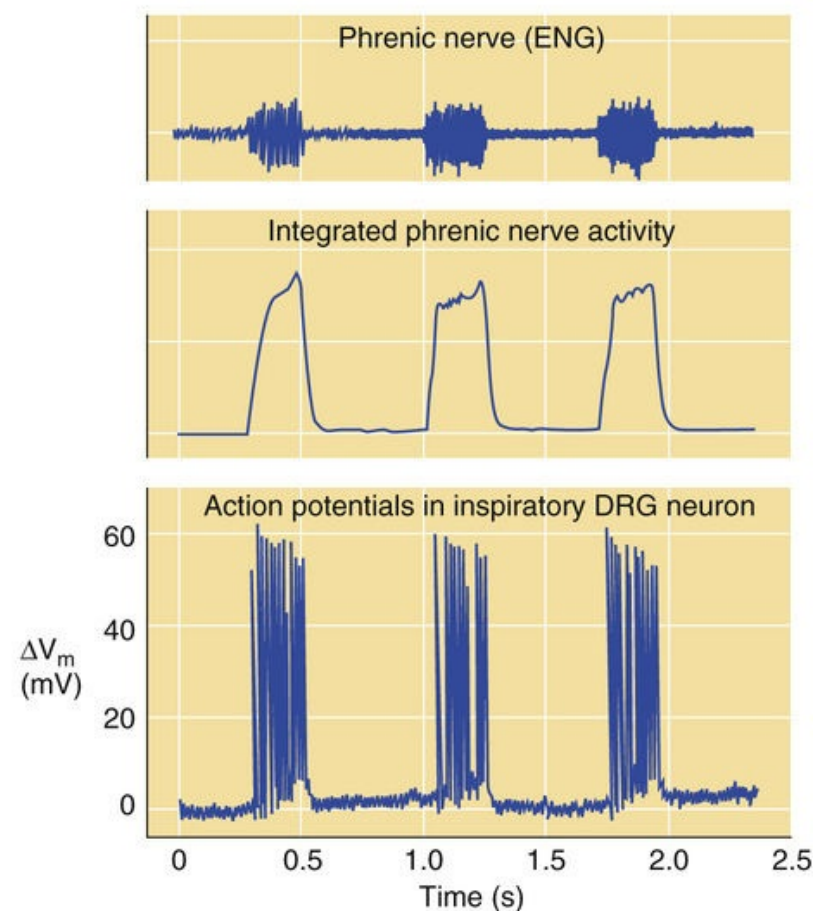 Phrenic nerve (ENG)
Integrated phrenic nerve activity
Action potentials in inspiratory DRG neuron
60
40
20
0
ΔVm
(mV)
0 0.5 1.0 1.5 2.0 2.5
Time (s)